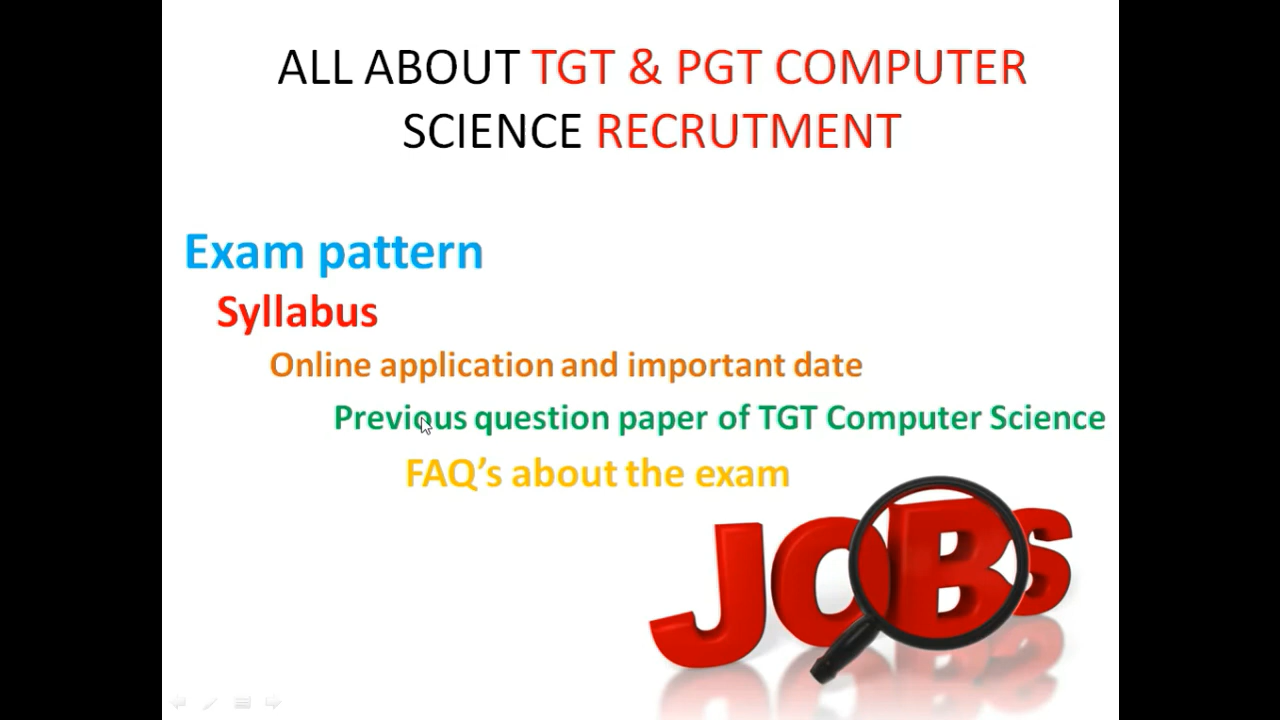 ALL ABOUT TGT & PGT COMPUTER
SCIENCE RECRUTMENT
Exam pattern
Syllabus
Online application and important date
Previous question paper of TGT Computer Science
FAQ’s about the exam
JOBS